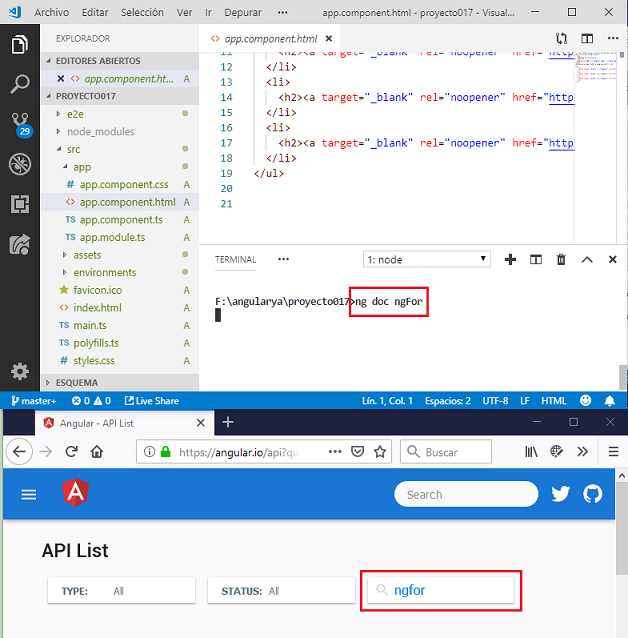 Archivo Editar Selección Ver Ir Depurar ··· app.component.html - proyecto017 - Visual...
EXPLORADOR
EDITORES ABIERTOS
app.component.ht... A
PROYECTO017
e2e
node_modules
src
app
app.component.css A
app.component.html A
app.component.ts A
app.module.ts A
assets
environments
favicon.ico A
index.html A
main.ts A
polyfills.ts A
styles.css A
ESQUEMA
29
app.component.html
11 <h2><a target="_blank" rel="noopener" href="http
12 </li>
13 <li>
14 <h2><a target="_blank" rel="noopener" href="http
15 </li>
16 <li>
17 <h2><a target="_blank" rel="noopener" href="http
18 </li>
19 </ul>
20
21
TERMINAL ··· 1: node
F:\angularya\proyecto017>ng doc ngFor
master+ 0 0 Live Share Lín. 1, Col. 1 Espacios: 2 UTF-8 LF HTML
Angular - API List
https://angular.io/api?qu
Buscar
Search
API List
TYPE: All STATUS: All ngfor